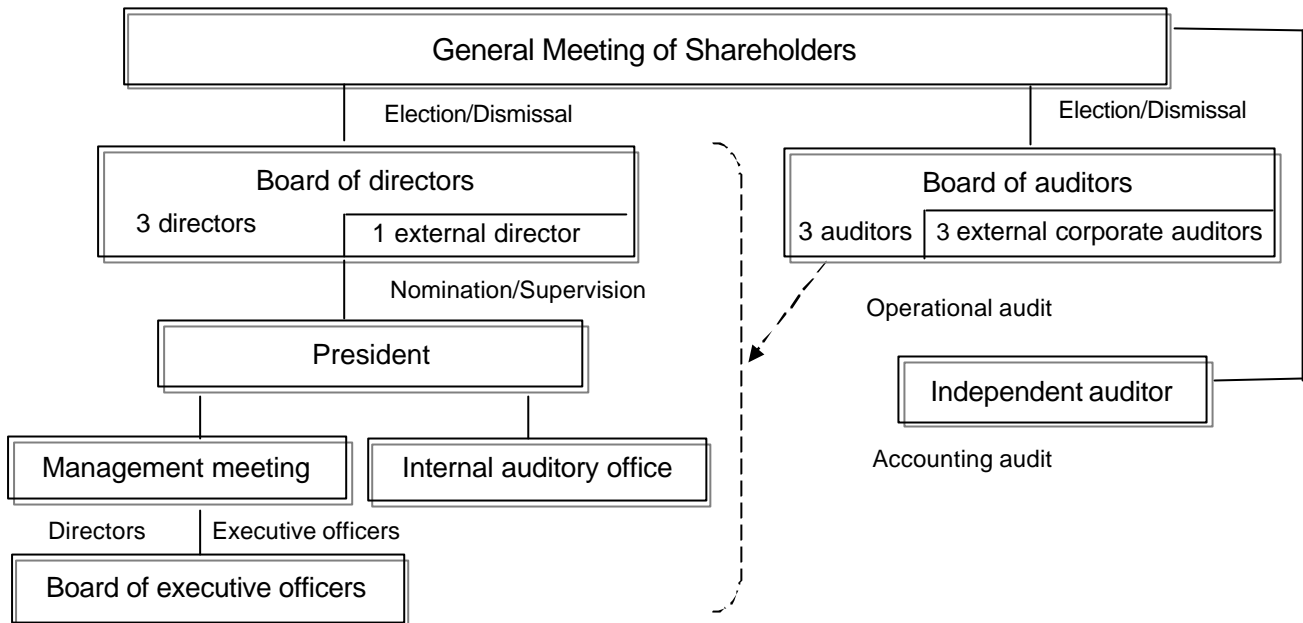 General Meeting of Shareholders
Election/Dismissal
Election/Dismissal
Board of directors
3 directors
1 external director
Board of auditors
3 auditors
3 external corporate auditors
Nomination/Supervision
Operational audit
President
Independent auditor
Management meeting
Internal auditory office
Accounting audit
Directors
Executive officers
Board of executive officers